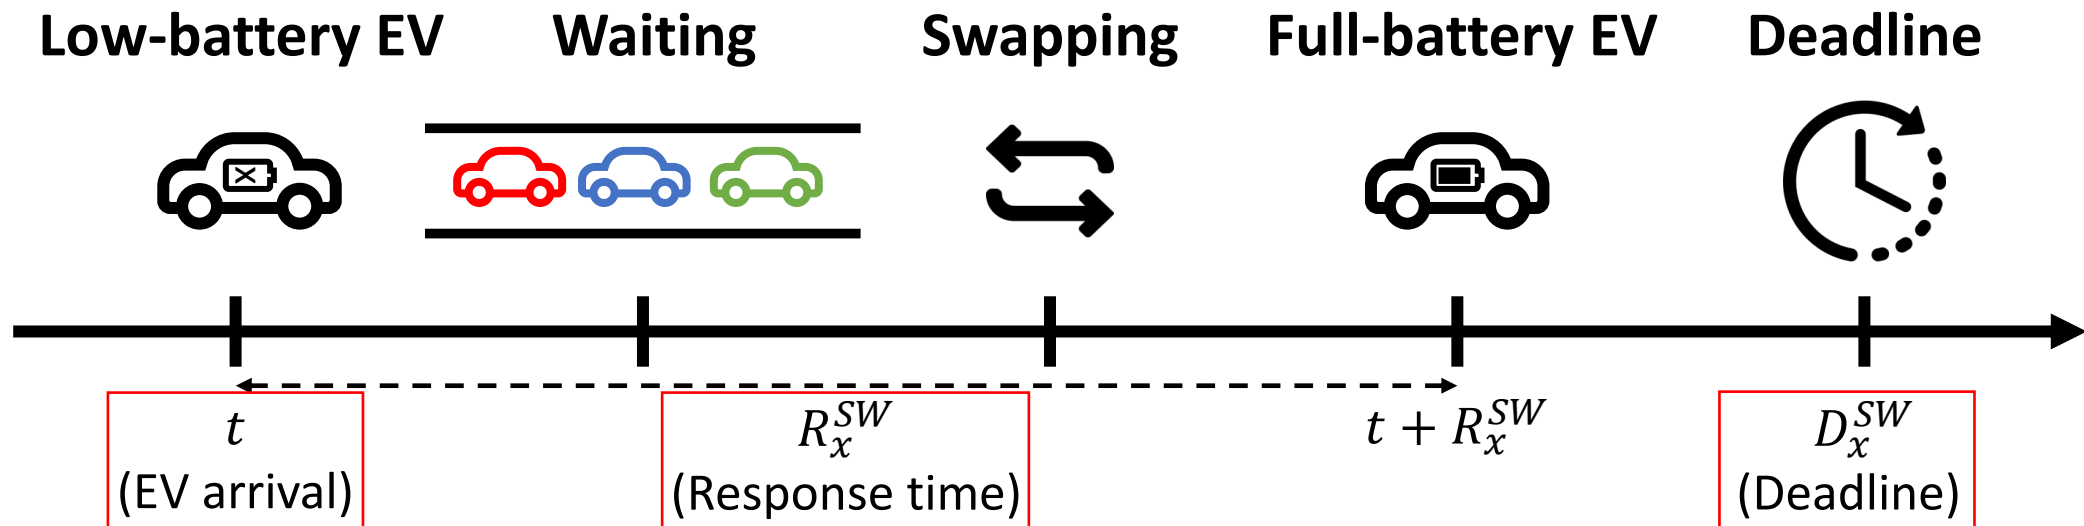 Low-battery EV Waiting Swapping Full-battery EV Deadline
t R_x^{SW} t + R_x^{SW} D_x^{SW}
(EV arrival) (Response time) (Deadline)